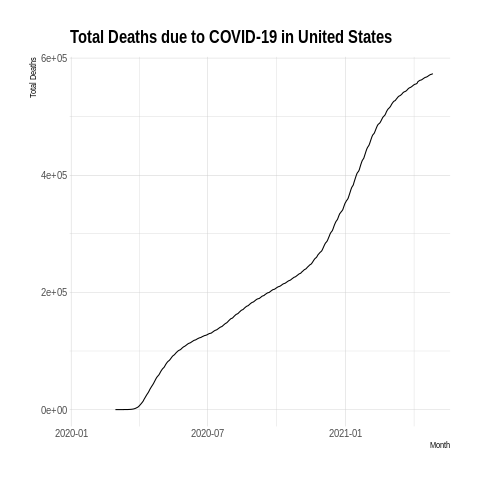 Total Deaths due to COVID-19 in United States
Total Deaths
6e+05
4e+05
2e+05
0e+00
2020-01 2020-07 2021-01
Month